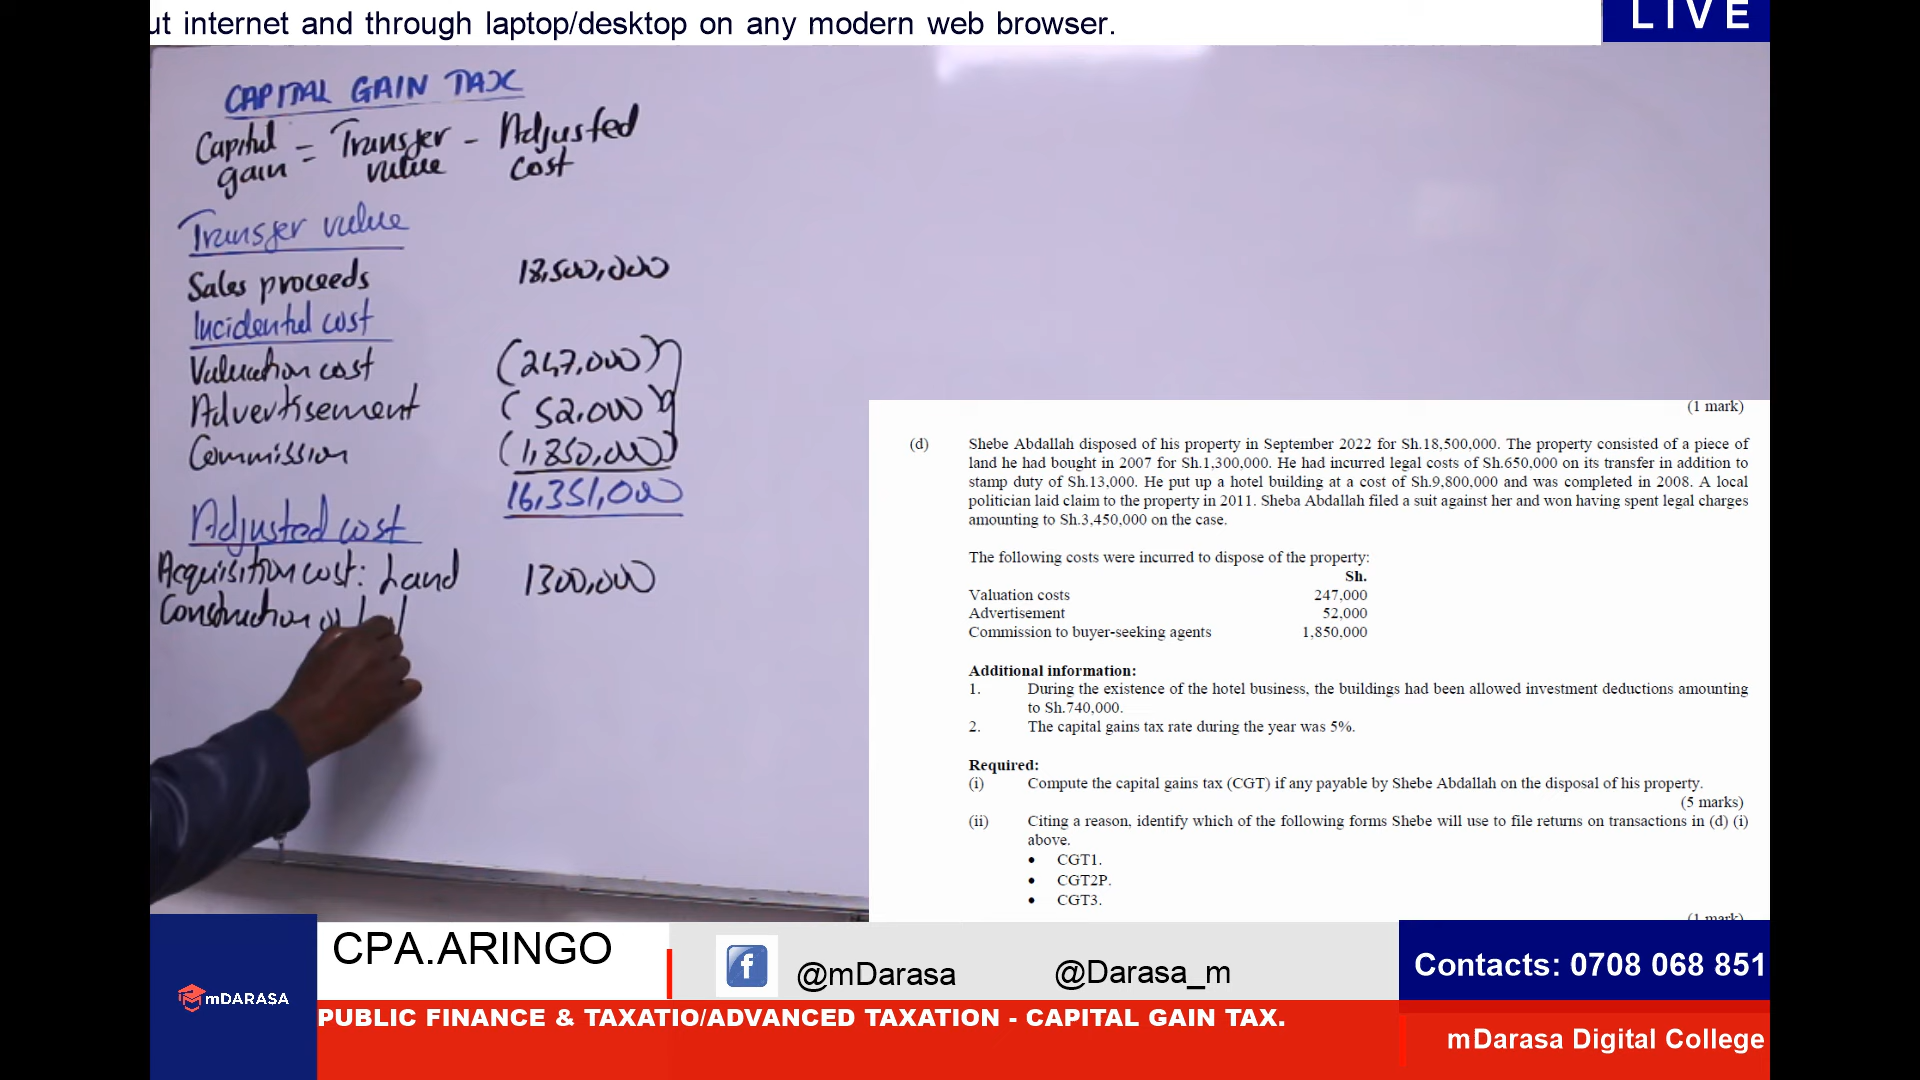 ut internet and through laptop/desktop on any modern web browser.
LIVE
CAPITAL GAIN TAX
Capital gain = Transfer value - Adjusted cost
Transfer value
Sales proceeds 18,500,000
Incidental cost
Valuation cost (247,000)
Advertisement (52,000)
Commission (1,850,000)
16,351,000
Adjusted cost
Acquisition cost: Land 1300,000
Construction
(1 mark)
(d) Shebe Abdallah disposed of his property in September 2022 for Sh.18,500,000. The property consisted of a piece of
land he had bought in 2007 for Sh.1,300,000. He had incurred legal costs of Sh.650,000 on its transfer in addition to
stamp duty of Sh.13,000. He put up a hotel building at a cost of Sh.9,800,000 and was completed in 2008. A local
politician laid claim to the property in 2011. Sheba Abdallah filed a suit against her and won having spent legal charges
amounting to Sh.3,450,000 on the case.
The following costs were incurred to dispose of the property:
Sh.
Valuation costs 247,000
Advertisement 52,000
Commission to buyer-seeking agents 1,850,000
Additional information:
1. During the existence of the hotel business, the buildings had been allowed investment deductions amounting
to Sh.740,000.
2. The capital gains tax rate during the year was 5%.
Required:
(i) Compute the capital gains tax (CGT) if any payable by Shebe Abdallah on the disposal of his property.
(5 marks)
(ii) Citing a reason, identify which of the following forms Shebe will use to file returns on transactions in (d) (i)
above.
• CGT1.
• CGT2P.
• CGT3.
(1 mark)
CPA.ARINGO
f @mDarasa @Darasa_m
Contacts: 0708 068 851
mDARASA
PUBLIC FINANCE & TAXATIO/ADVANCED TAXATION - CAPITAL GAIN TAX.
mDarasa Digital College